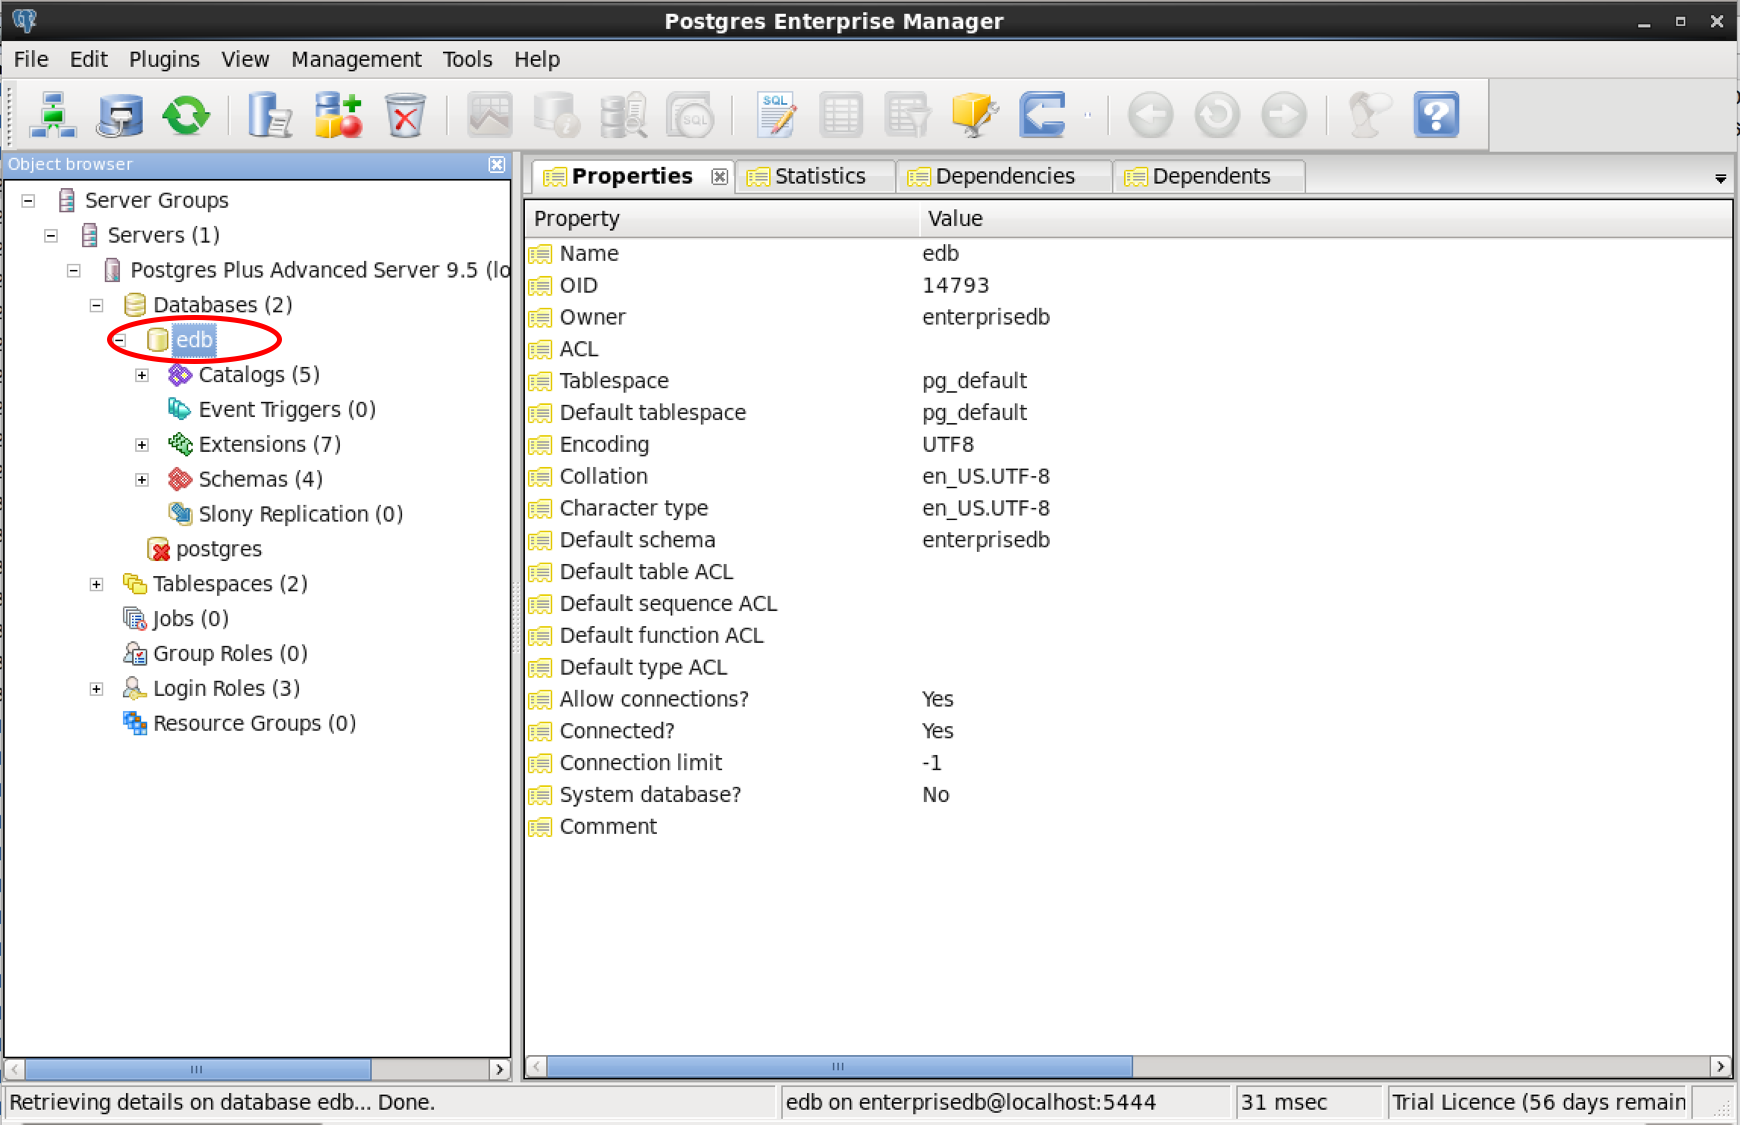 Postgres Enterprise Manager
File Edit Plugins View Management Tools Help
SQL
SQL
Object browser
Server Groups
Servers (1)
Postgres Plus Advanced Server 9.5 (lo
Databases (2)
edb
Catalogs (5)
Event Triggers (0)
Extensions (7)
Schemas (4)
Slony Replication (0)
postgres
Tablespaces (2)
Jobs (0)
Group Roles (0)
Login Roles (3)
Resource Groups (0)
Properties Statistics Dependencies Dependents
Property Value
Name edb
OID 14793
Owner enterprisedb
ACL
Tablespace pg_default
Default tablespace pg_default
Encoding UTF8
Collation en_US.UTF-8
Character type en_US.UTF-8
Default schema enterprisedb
Default table ACL
Default sequence ACL
Default function ACL
Default type ACL
Allow connections? Yes
Connected? Yes
Connection limit -1
System database? No
Comment
Retrieving details on database edb... Done. edb on enterprisedb@localhost:5444 31 msec Trial Licence (56 days remain